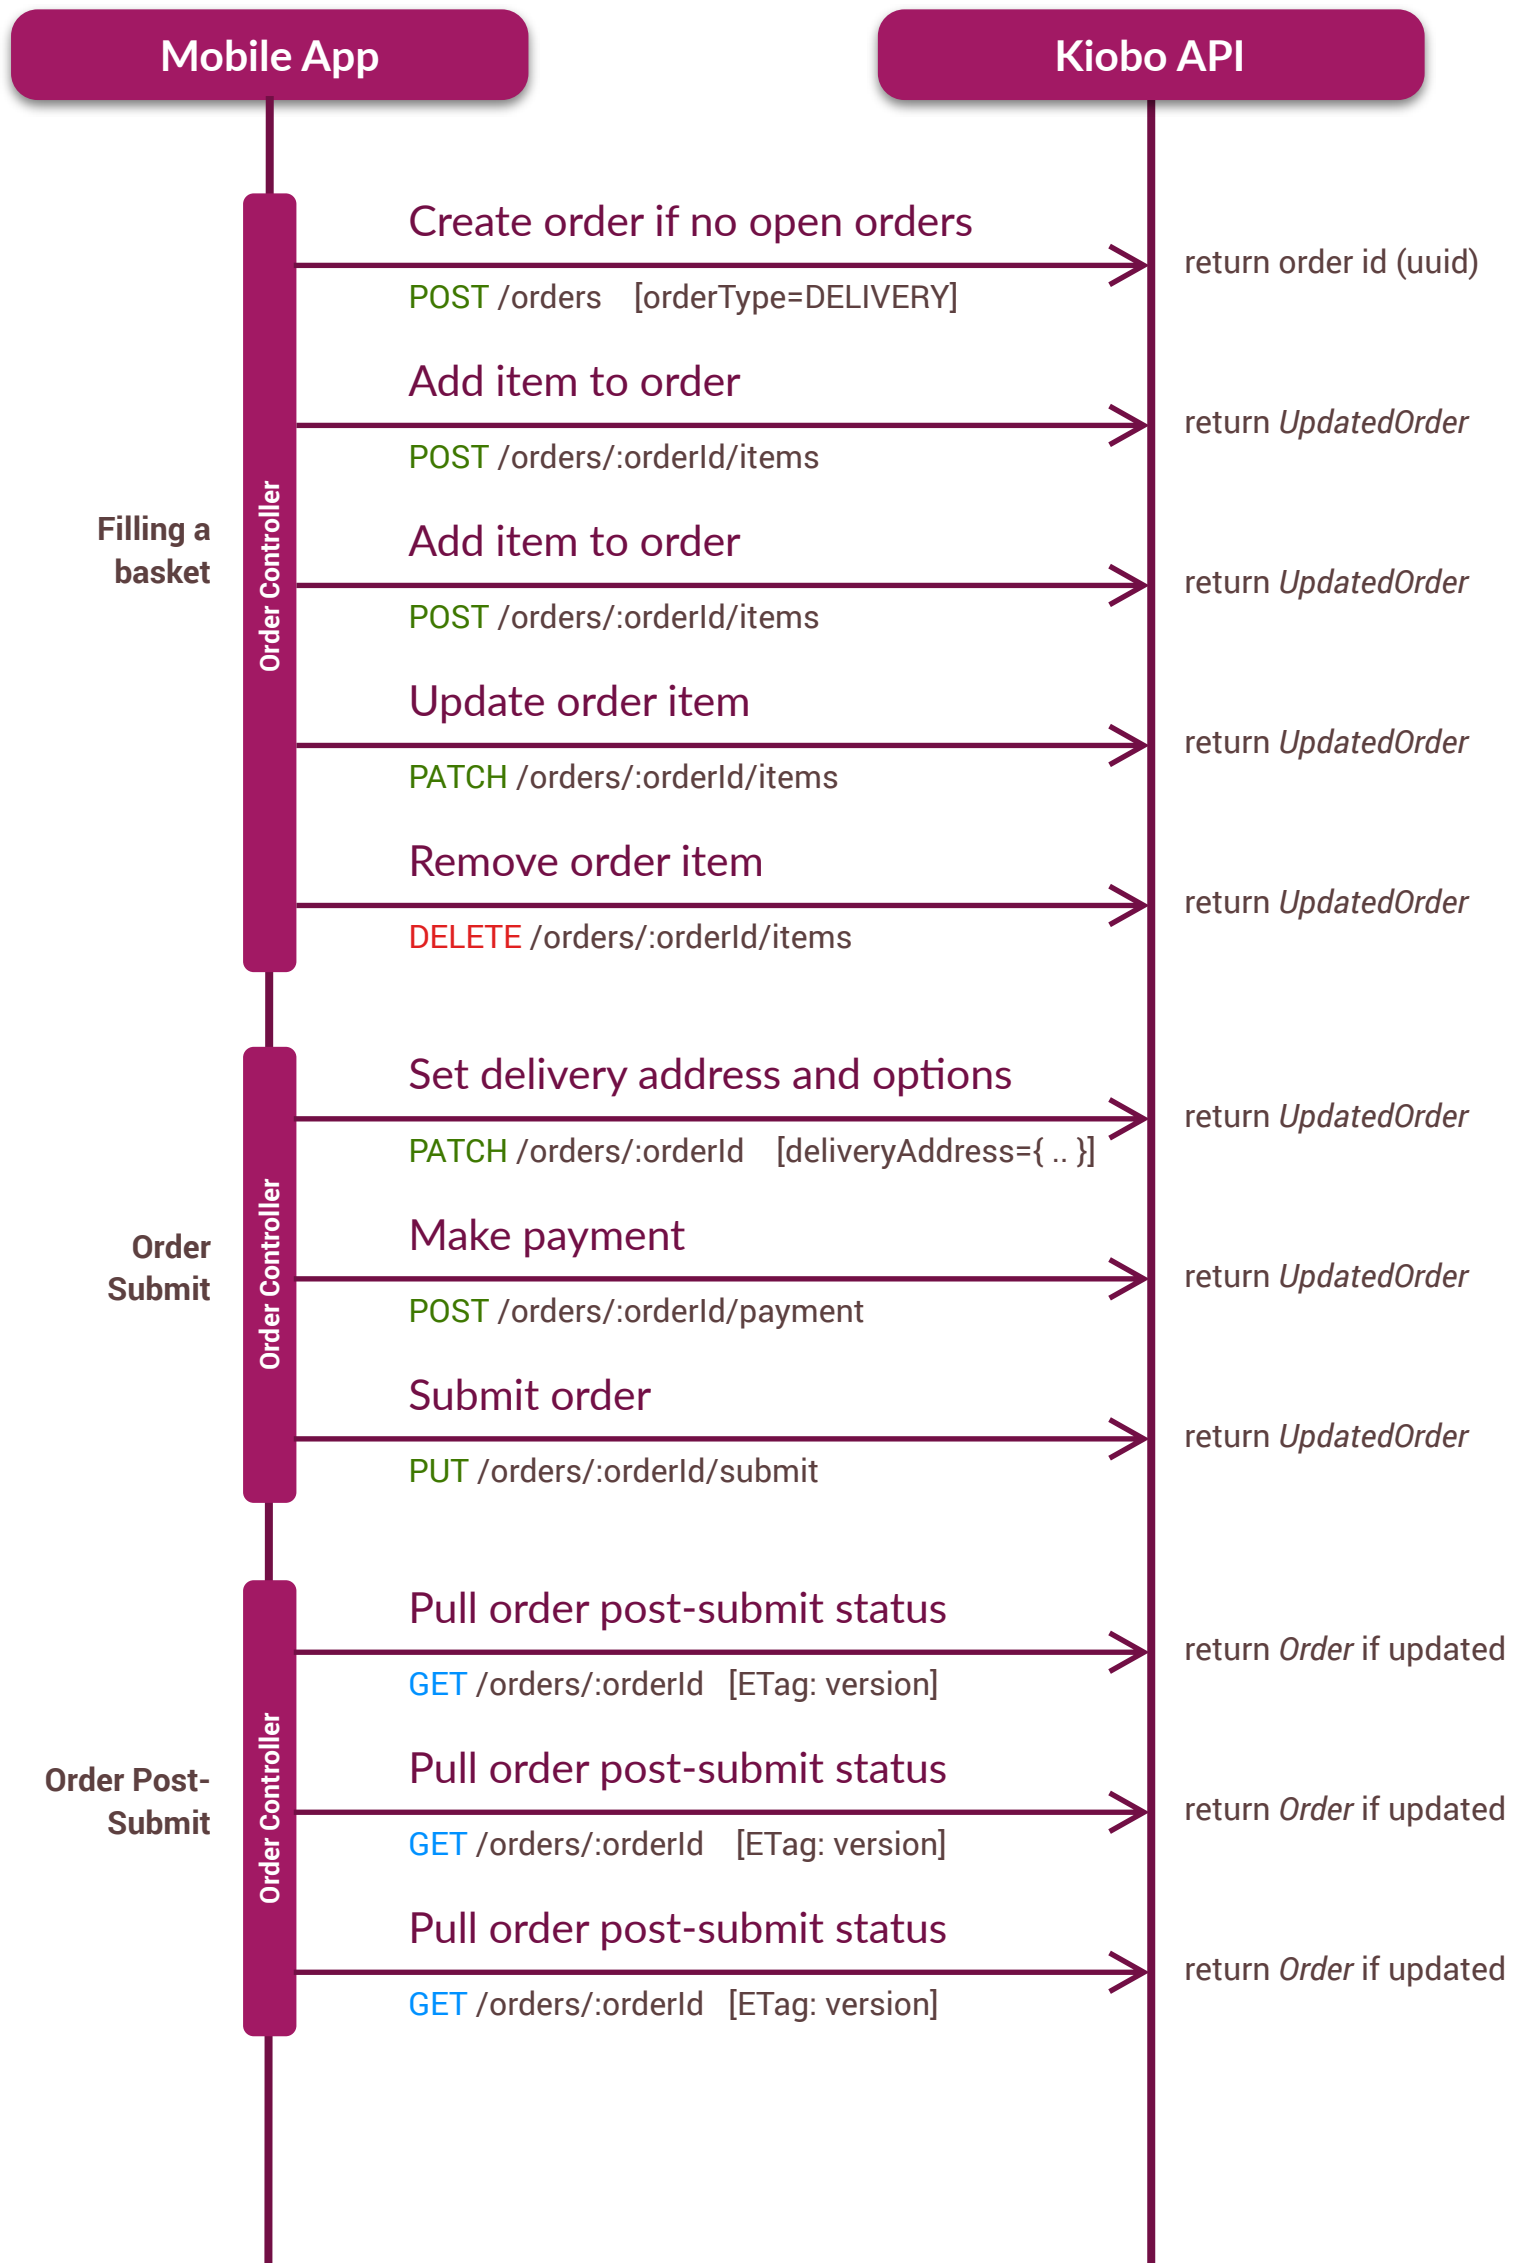 Mobile App
Kiobo API
Create order if no open orders
return order id (uuid)
POST /orders [orderType=DELIVERY]
Add item to order
return UpdatedOrder
POST /orders/:orderId/items
Filling a
basket
Order Controller
Add item to order
return UpdatedOrder
POST /orders/:orderId/items
Update order item
return UpdatedOrder
PATCH /orders/:orderId/items
Remove order item
return UpdatedOrder
DELETE /orders/:orderId/items
Set delivery address and options
return UpdatedOrder
PATCH /orders/:orderId [deliveryAddress={ .. }]
Order
Submit
Order Controller
Make payment
return UpdatedOrder
POST /orders/:orderId/payment
Submit order
return UpdatedOrder
PUT /orders/:orderId/submit
Pull order post-submit status
return Order if updated
GET /orders/:orderId [ETag: version]
Order Post-
Submit
Order Controller
Pull order post-submit status
return Order if updated
GET /orders/:orderId [ETag: version]
Pull order post-submit status
return Order if updated
GET /orders/:orderId [ETag: version]